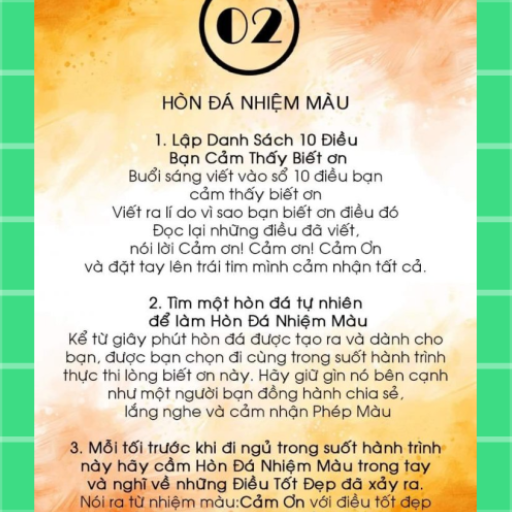 02
HÒN ĐÁ NHIỆM MÀU
1. Lập Danh Sách 10 Điều
Bạn Cảm Thấy Biết ơn
Buổi sáng viết vào sổ 10 điều bạn
cảm thấy biết ơn
Viết ra lí do vì sao bạn biết ơn điều đó
Đọc lại những điều đã viết,
nói lời Cảm ơn! Cảm ơn! Cảm Ơn
và đặt tay lên trái tim mình cảm nhận tất cả.
2. Tìm một hòn đá tự nhiên
để làm Hòn Đá Nhiệm Màu
Kể từ giây phút hòn đá được tạo ra và dành cho
bạn, được bạn chọn đi cùng trong suốt hành trình
thực thi lòng biết ơn này. Hãy giữ gìn nó bên cạnh
như một người bạn đồng hành chia sẻ,
lắng nghe và cảm nhận Phép Màu
3. Mỗi tối trước khi đi ngủ trong suốt hành trình
này hãy cầm Hòn Đá Nhiệm Màu trong tay
và nghĩ về những Điều Tốt Đẹp đã xảy ra.
Nói ra từ nhiệm màu:Cảm Ơn với điều tốt đẹp